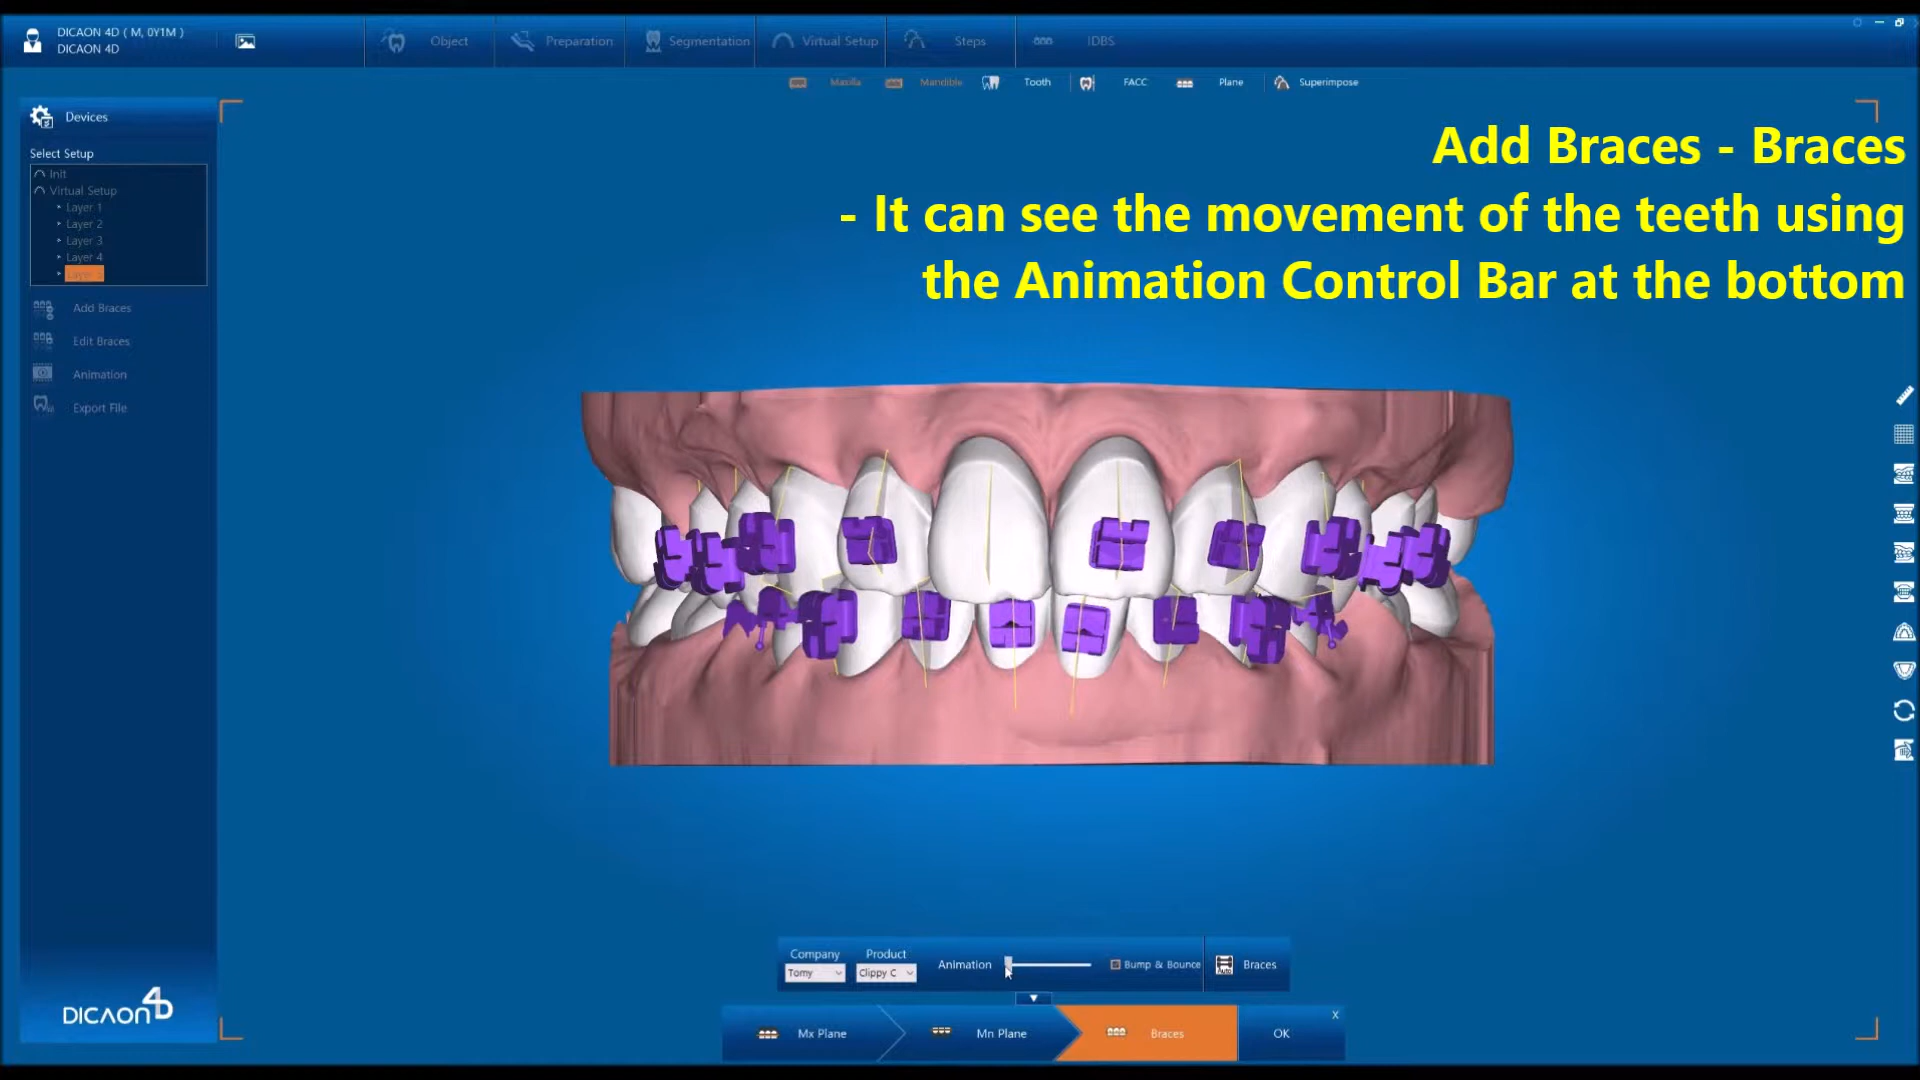 DICAON 4D ( M, 0Y1M )
DICAON 4D
Object
Preparation
Segmentation
Virtual Setup
Steps
IDBS
Maxilla
Mandible
Tooth
FACC
Plane
Superimpose
Devices
Select Setup
Init
Virtual Setup
Layer 1
Layer 2
Layer 3
Layer 4
Add Braces
Edit Braces
Animation
Export File
Add Braces - Braces
- It can see the movement of the teeth using
the Animation Control Bar at the bottom
Company
Product
Tomy
Clippy C
Animation
Bump & Bounce
Braces
Mx Plane
Mn Plane
Braces
OK
X
DICAON 4D